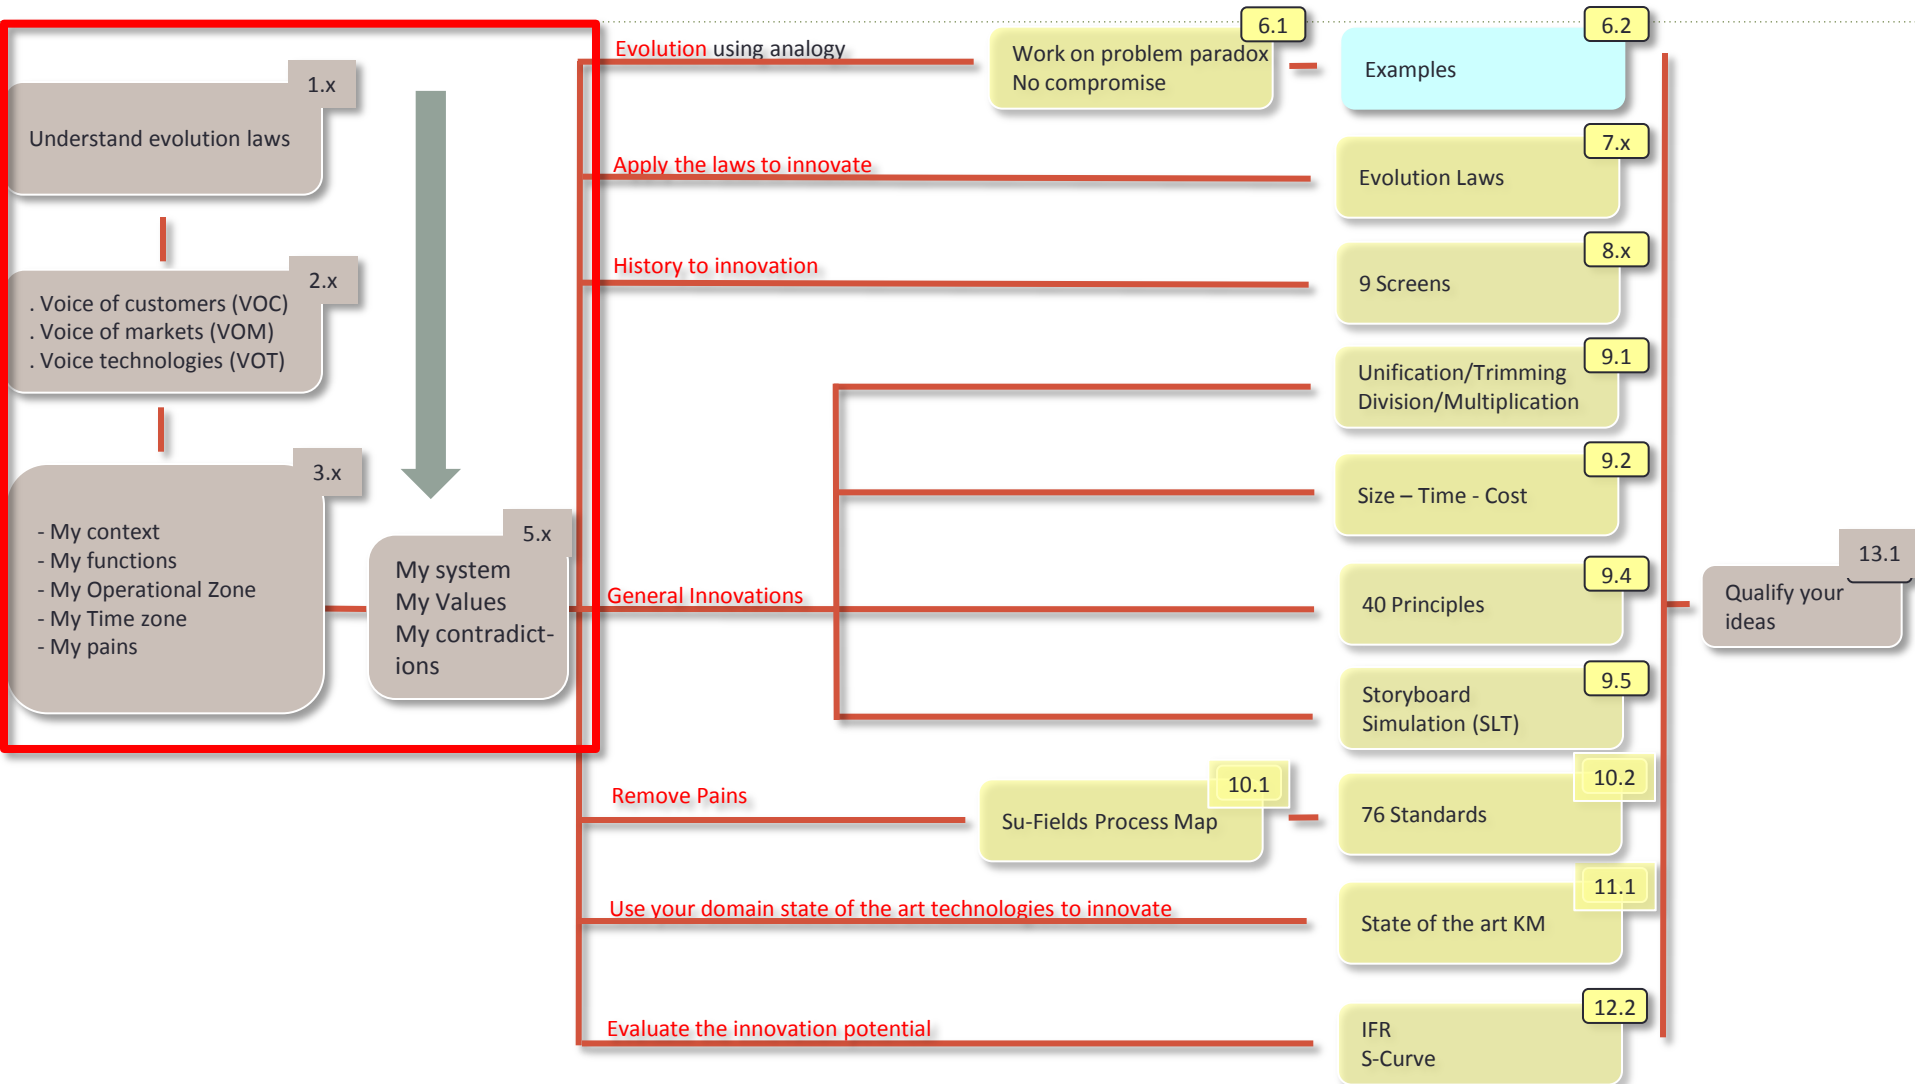 1.x
Understand evolution laws
2.x
. Voice of customers (VOC)
. Voice of markets (VOM)
. Voice technologies (VOT)
3.x
- My context
- My functions
- My Operational Zone
- My Time zone
- My pains
5.x
My system
My Values
My contradict-
ions
Evolution using analogy
6.1
Work on problem paradox
No compromise
6.2
Examples
Apply the laws to innovate
7.x
Evolution Laws
History to innovation
8.x
9 Screens
General Innovations
9.1
Unification/Trimming
Division/Multiplication
9.2
Size – Time - Cost
9.4
40 Principles
9.5
Storyboard
Simulation (SLT)
Remove Pains
10.1
Su-Fields Process Map
10.2
76 Standards
Use your domain state of the art technologies to innovate
11.1
State of the art KM
Evaluate the innovation potential
12.2
IFR
S-Curve
13.1
Qualify your
ideas